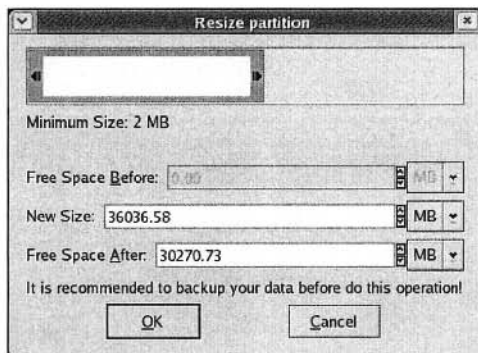 Resize partition
Minimum Size: 2 MB
Free Space Before: 0.00 MB
New Size: 36036.58 MB
Free Space After: 30270.73 MB
It is recommended to backup your data before do this operation!
OK Cancel